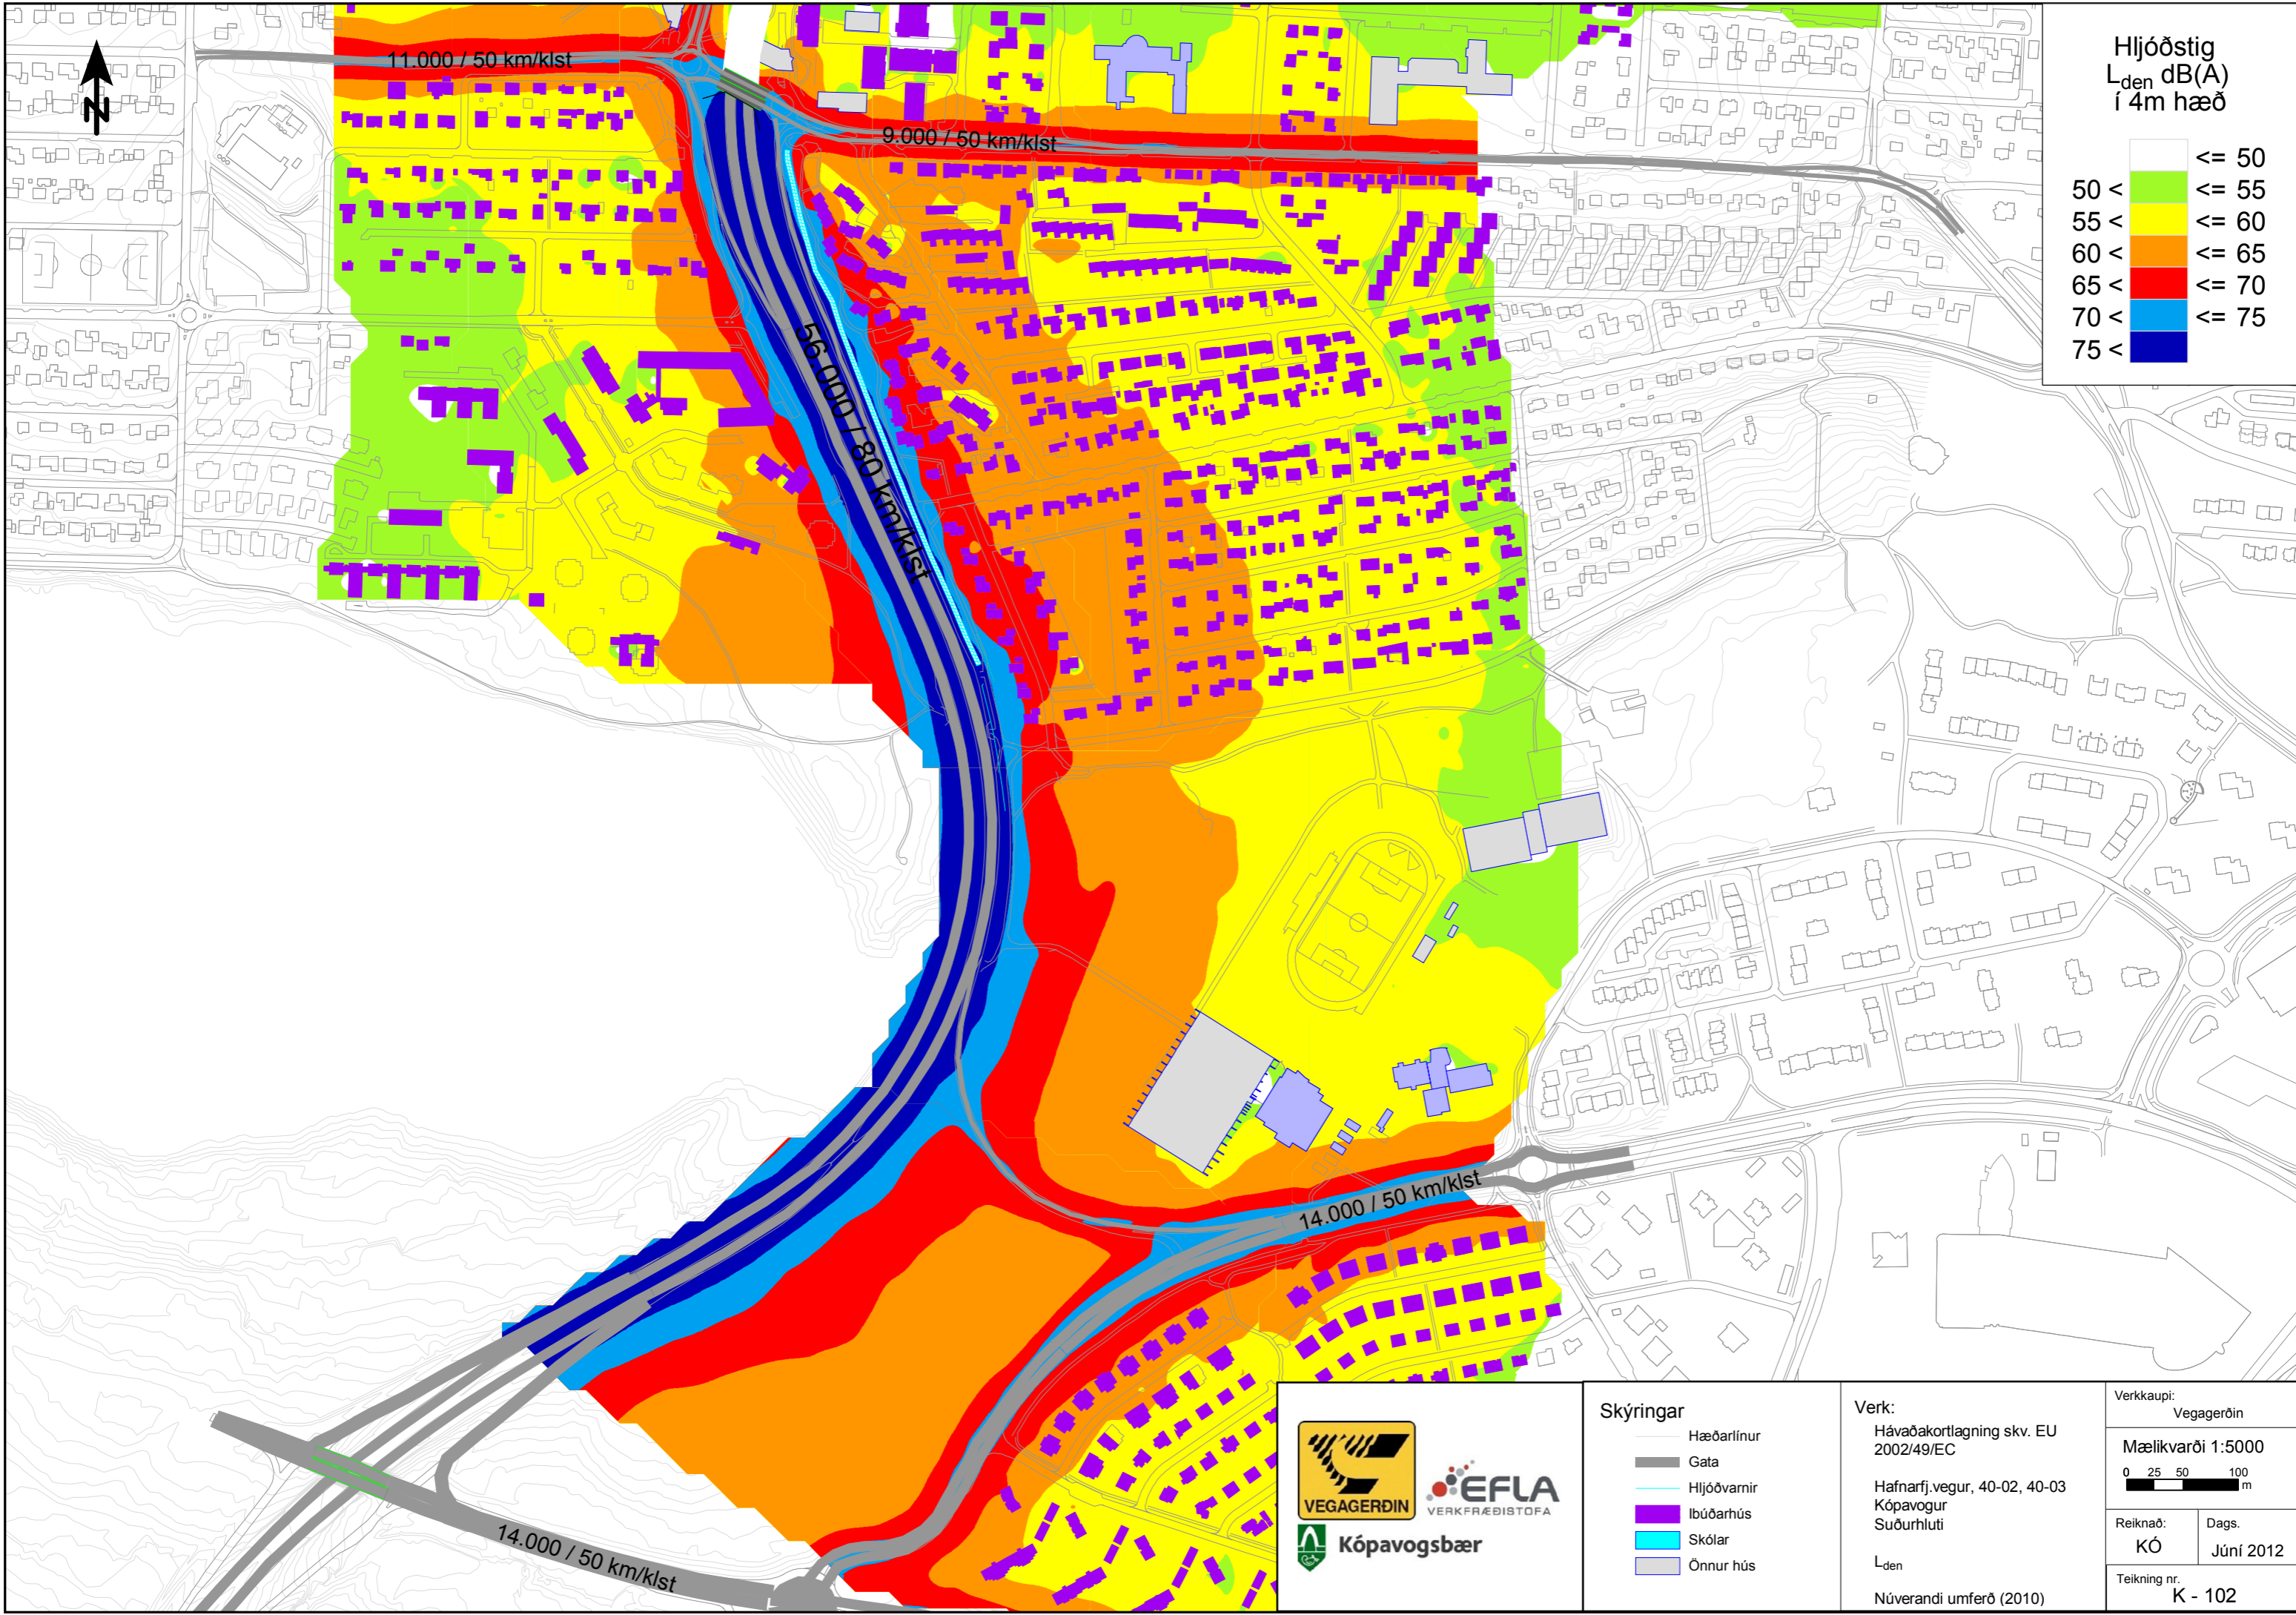 11.000 / 50 km/klst
N
9.000 / 50 km/klst
56.000 / 80 km/klst
14.000 / 50 km/klst
14.000 / 50 km/klst
Hljóðstig
Lden dB(A)
í 4m hæð
<= 50
50 < <= 55
55 < <= 60
60 < <= 65
65 < <= 70
70 < <= 75
75 <
VEGAGERÐIN
EFLA
VERKFRÆÐISTOFA
Kópavogsbær
Skýringar
Hæðarlínur
Gata
Hljóðvarnir
Ibúðarhús
Skólar
Önnur hús
Verk:
Hávaðakortlagning skv. EU
2002/49/EC
Hafnarfj.vegur, 40-02, 40-03
Kópavogur
Suðurhluti
Lden
Núverandi umferð (2010)
Verkkaupi:
Vegagerðin
Mælikvarði 1:5000
0 25 50 100
m
Reiknað:
KÓ
Dags.
Júní 2012
Teikning nr.
K - 102